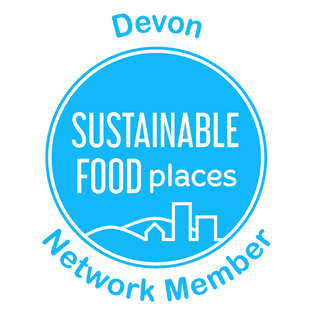 Devon
SUSTAINABLE
FOOD places
Network Member